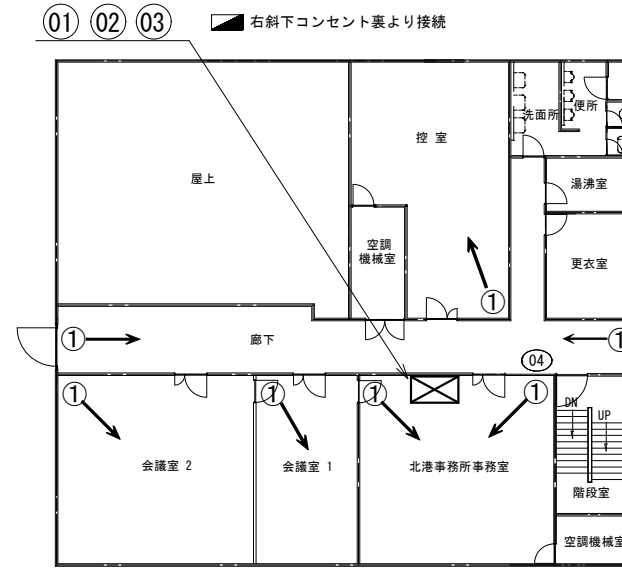 01 02 03 右斜下コンセント裏より接続
洗面所 便所
控 室
屋上
湯沸室
空調
機械室
更衣室
①
① 廊下 ①
04
① ① ① ①
DN UP
会議室 2 会議室 1 北港事務所事務室
階段室
空調機械室